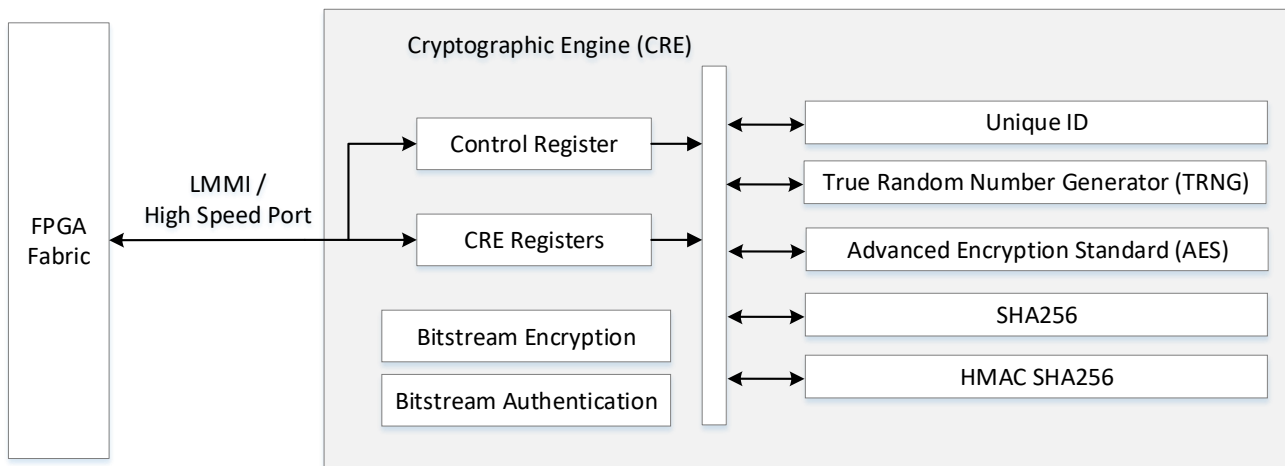 Cryptographic Engine (CRE)
FPGA
Fabric
LMMI /
High Speed Port
Control Register
CRE Registers
Bitstream Encryption
Bitstream Authentication
Unique ID
True Random Number Generator (TRNG)
Advanced Encryption Standard (AES)
SHA256
HMAC SHA256